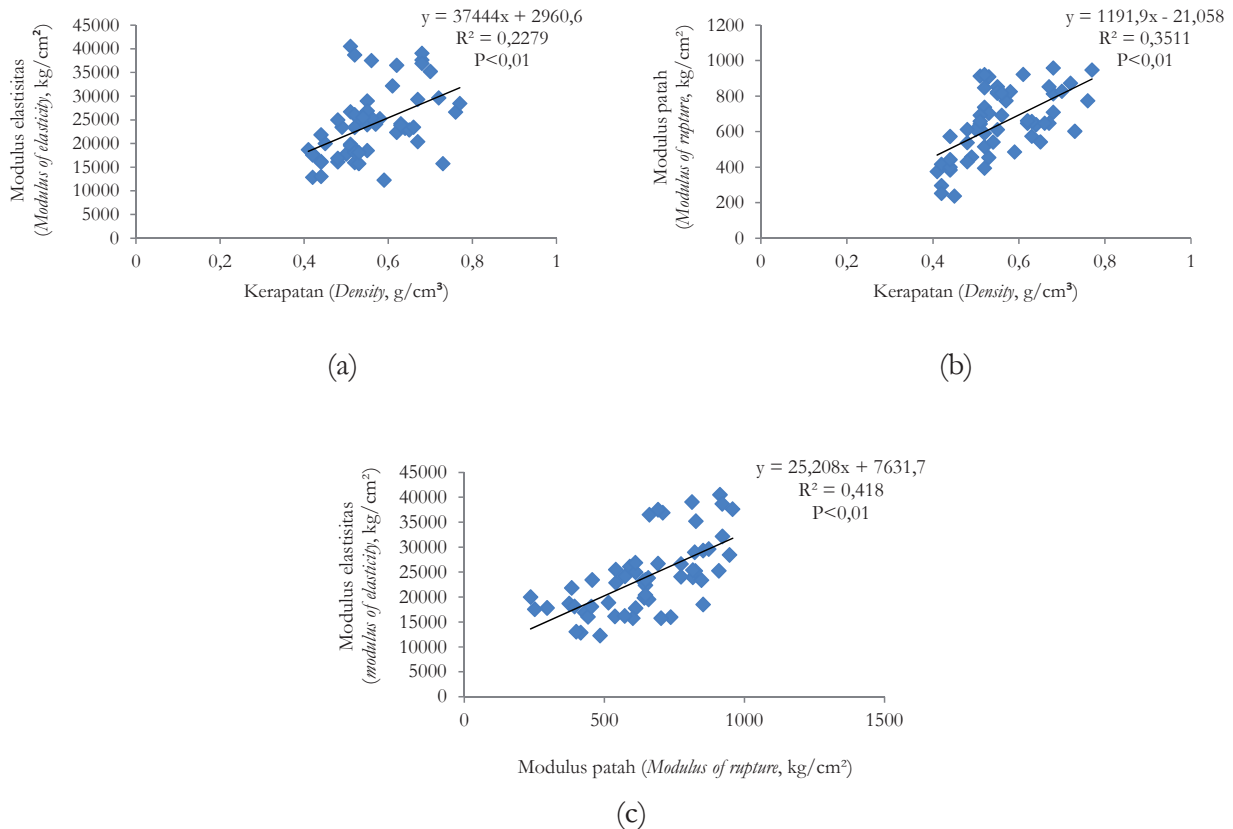 y = 37444x + 2960,6
R² = 0,2279
P<0,01
Modulus elastisitas
(Modulus of elasticity, kg/cm²)
45000
40000
35000
30000
25000
20000
15000
10000
5000
0
0
0,2
0,4
0,6
0,8
1
Kerapatan (Density, g/cm³)
(a)
y = 1191,9x - 21,058
R² = 0,3511
P<0,01
Modulus patah
(Modulus of rupture, kg/cm²)
1200
1000
800
600
400
200
0
0
0,2
0,4
0,6
0,8
1
Kerapatan (Density, g/cm³)
(b)
y = 25,208x + 7631,7
R² = 0,418
P<0,01
Modulus elastisitas
(modulus of elasticity, kg/cm²)
45000
40000
35000
30000
25000
20000
15000
10000
5000
0
0
500
1000
1500
Modulus patah (Modulus of rupture, kg/cm²)
(c)